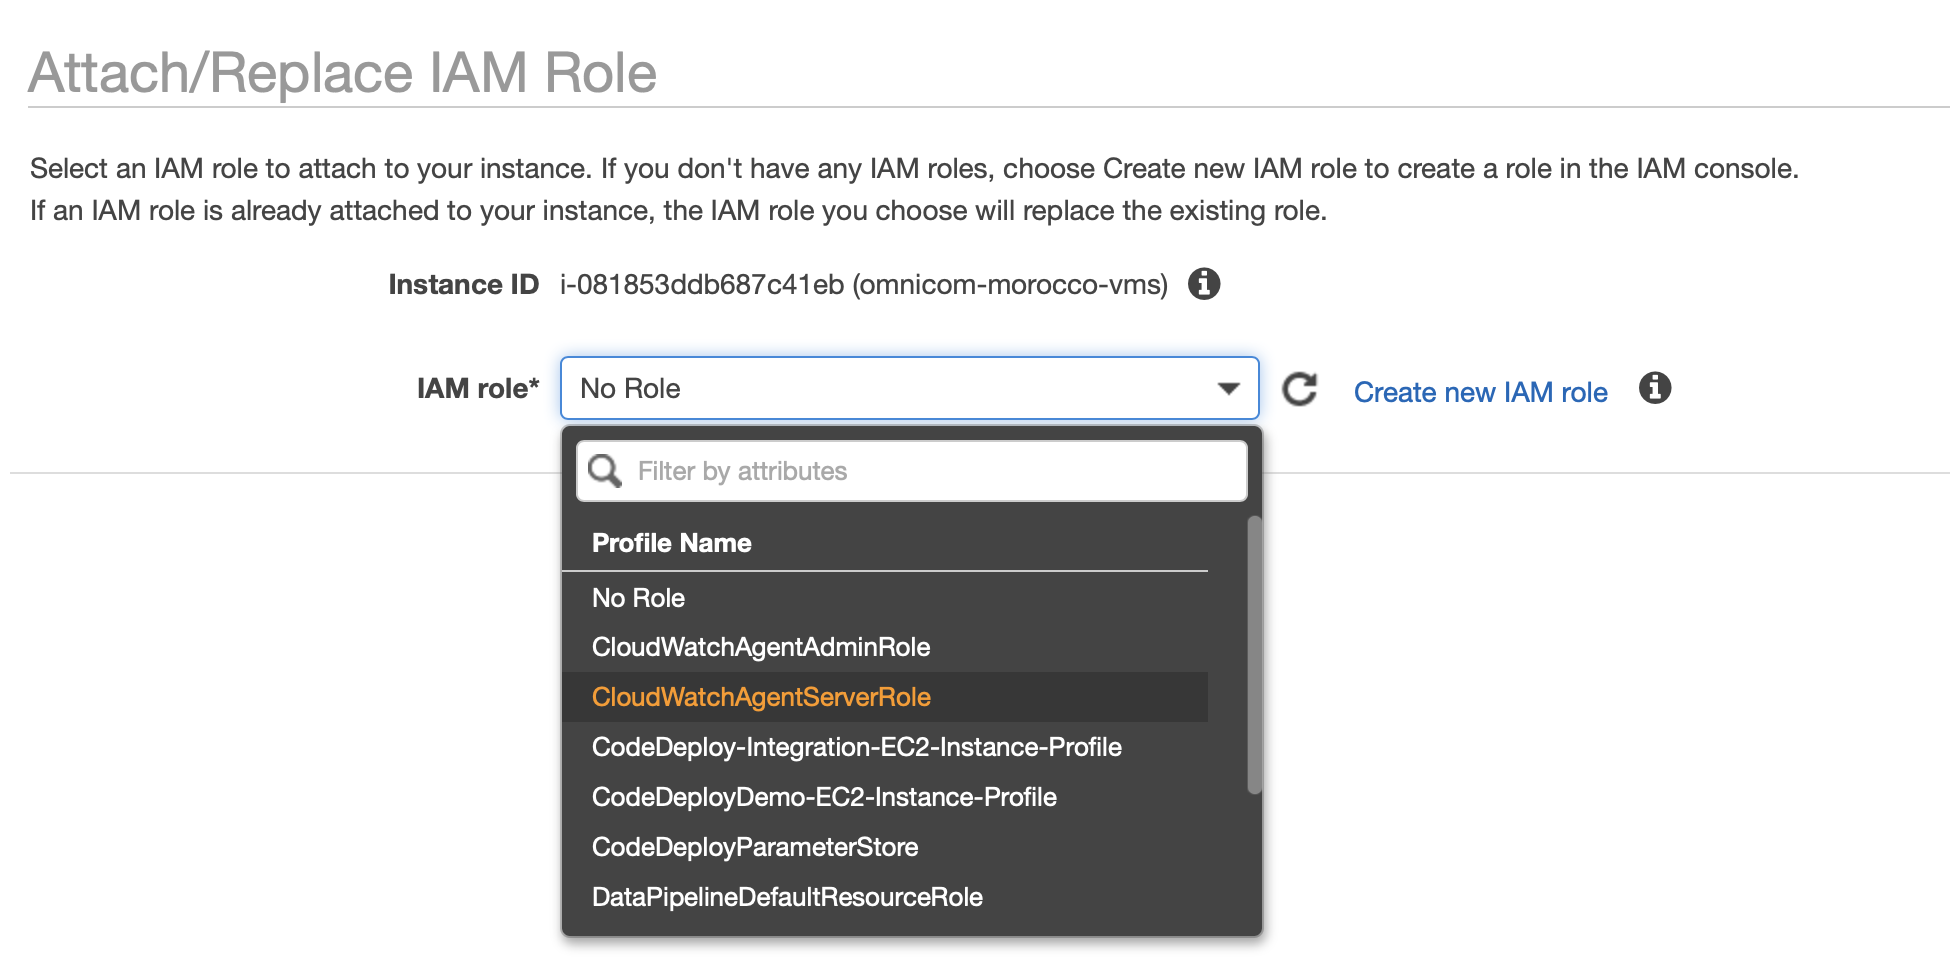 Attach/Replace IAM Role
Select an IAM role to attach to your instance. If you don't have any IAM roles, choose Create new IAM role to create a role in the IAM console.
If an IAM role is already attached to your instance, the IAM role you choose will replace the existing role.
Instance ID i-081853ddb687c41eb (omnicom-morocco-vms)
IAM role* No Role Create new IAM role
Filter by attributes
Profile Name
No Role
CloudWatchAgentAdminRole
CloudWatchAgentServerRole
CodeDeploy-Integration-EC2-Instance-Profile
CodeDeployDemo-EC2-Instance-Profile
CodeDeployParameterStore
DataPipelineDefaultResourceRole